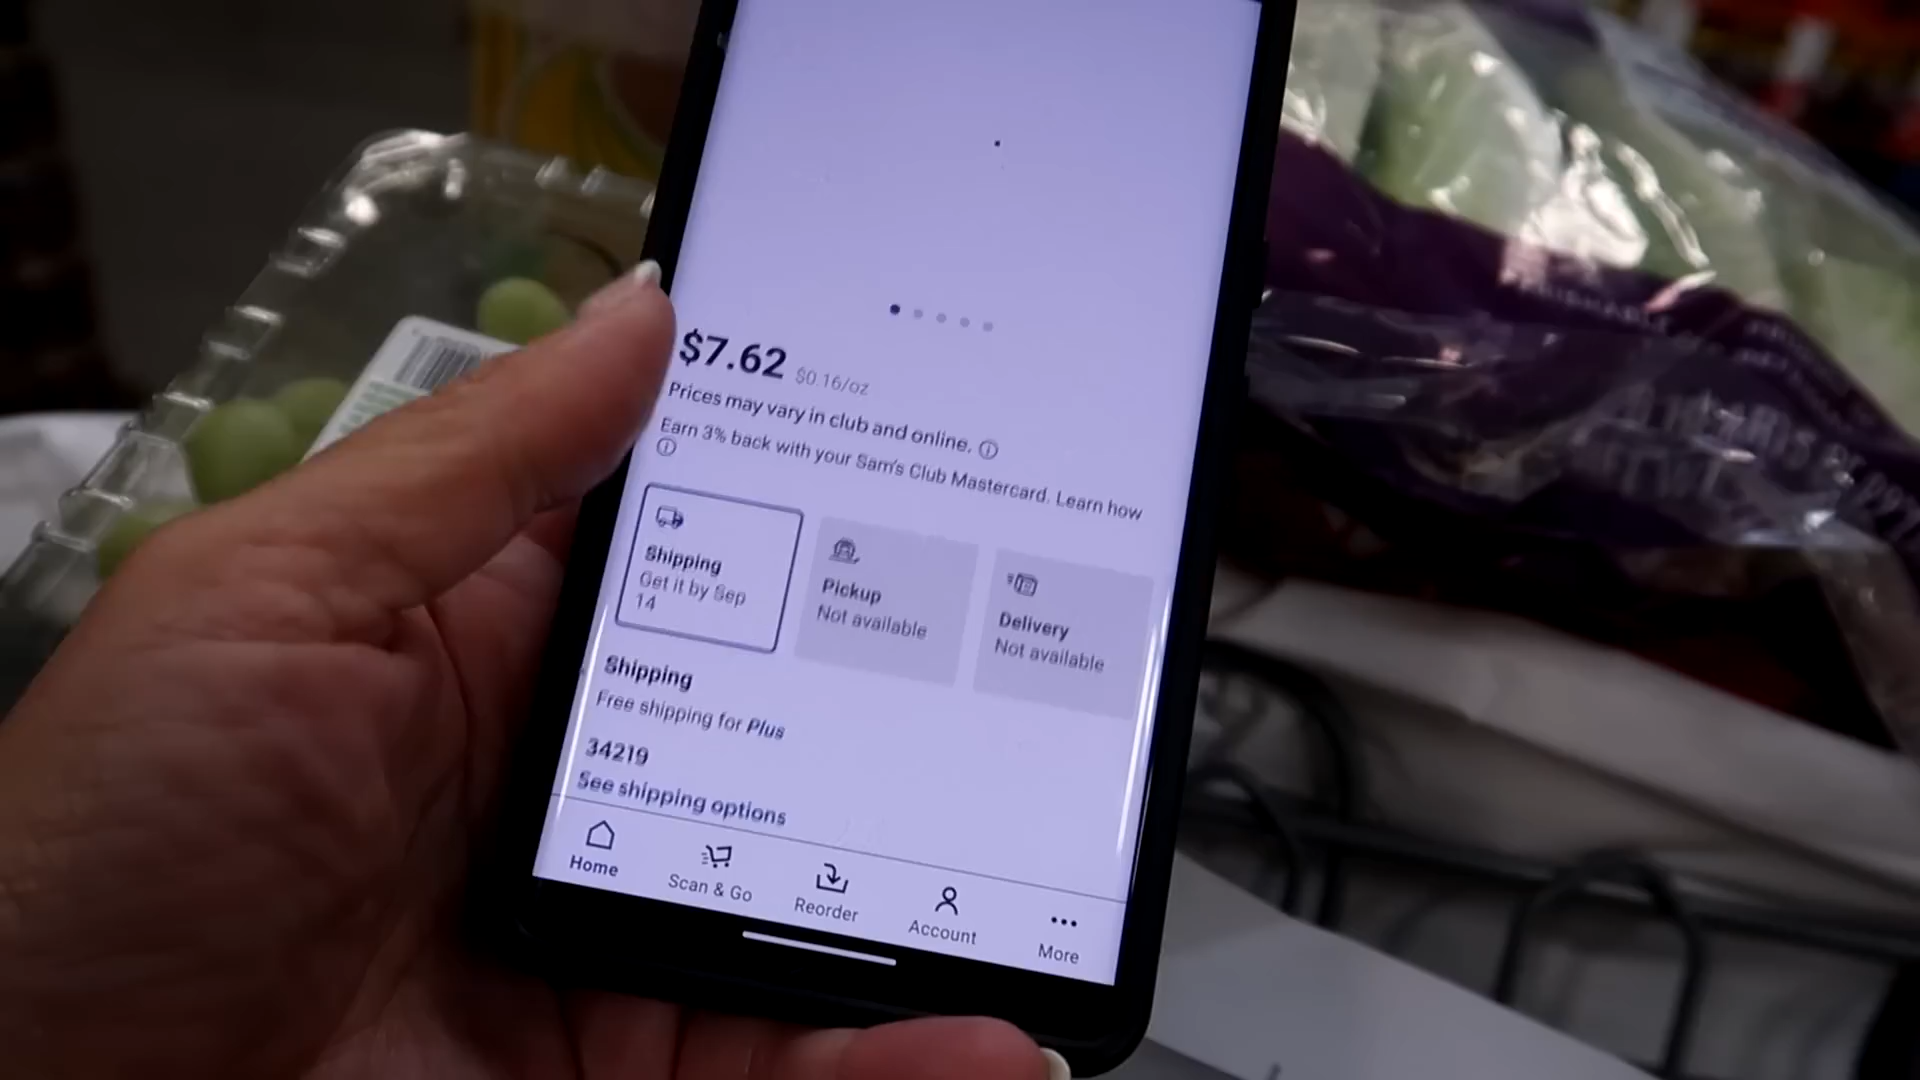 $7.62 $0.16/oz
Prices may vary in club and online.
Earn 3% back with your Sam's Club Mastercard. Learn how
Shipping
Get it by Sep
14
Pickup
Not available
Delivery
Not available
Shipping
Free shipping for Plus
34219
See shipping options
Home
Scan & Go
Reorder
Account
More